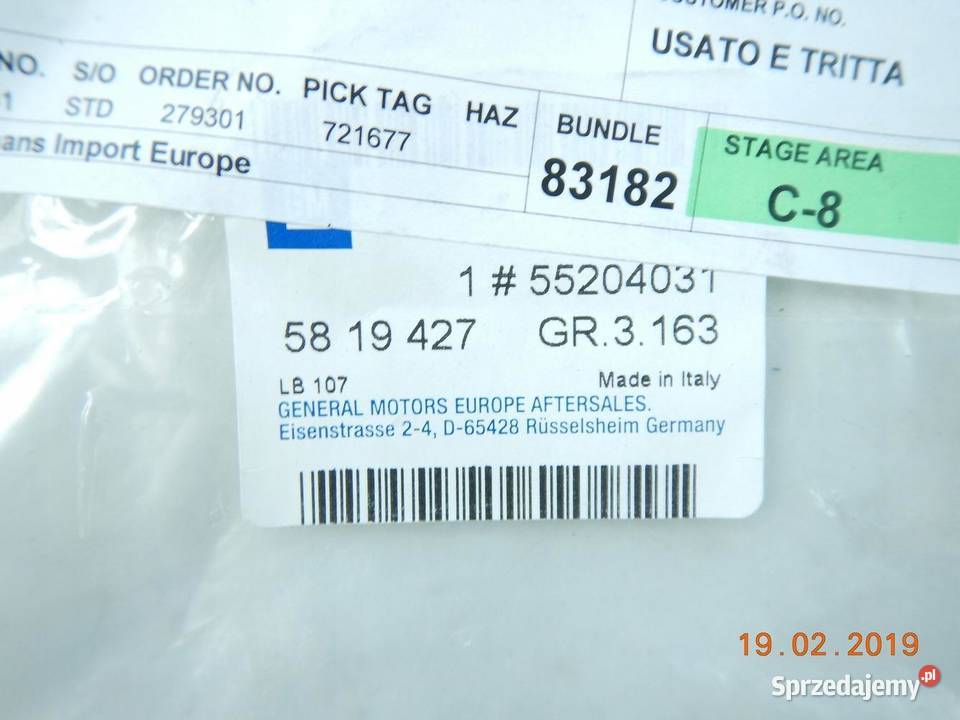 CUSTOMER P.O. NO.
USATO E TRITTA
NO. S/O ORDER NO. PICK TAG HAZ
STD 279301 721677
BUNDLE
83182
STAGE AREA
C-8
Import Europe
1 # 55204031
58 19 427 GR.3.163
LB 107 Made in Italy
GENERAL MOTORS EUROPE AFTERSALES.
Eisenstrasse 2-4, D-65428 Rüsselsheim Germany
19.02.2019
Sprzedajemy.pl